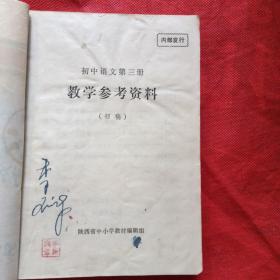 内部发行
初中语文第三册
教学参考资料
(初稿)
陕西省中小学教材编辑组